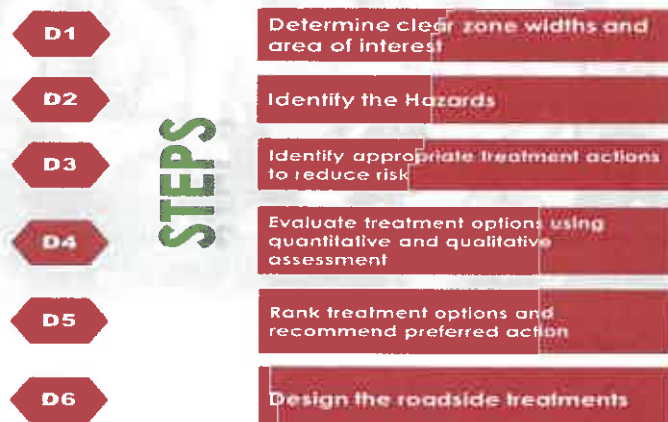 D1
Determine clear zone widths and
area of interest
D2
Identify the Hazards
STEPS
D3
Identify appropriate treatment actions
to reduce risk
D4
Evaluate treatment options using
quantitative and qualitative
assessment
D5
Rank treatment options and
recommend preferred action
D6
Design the roadside treatments